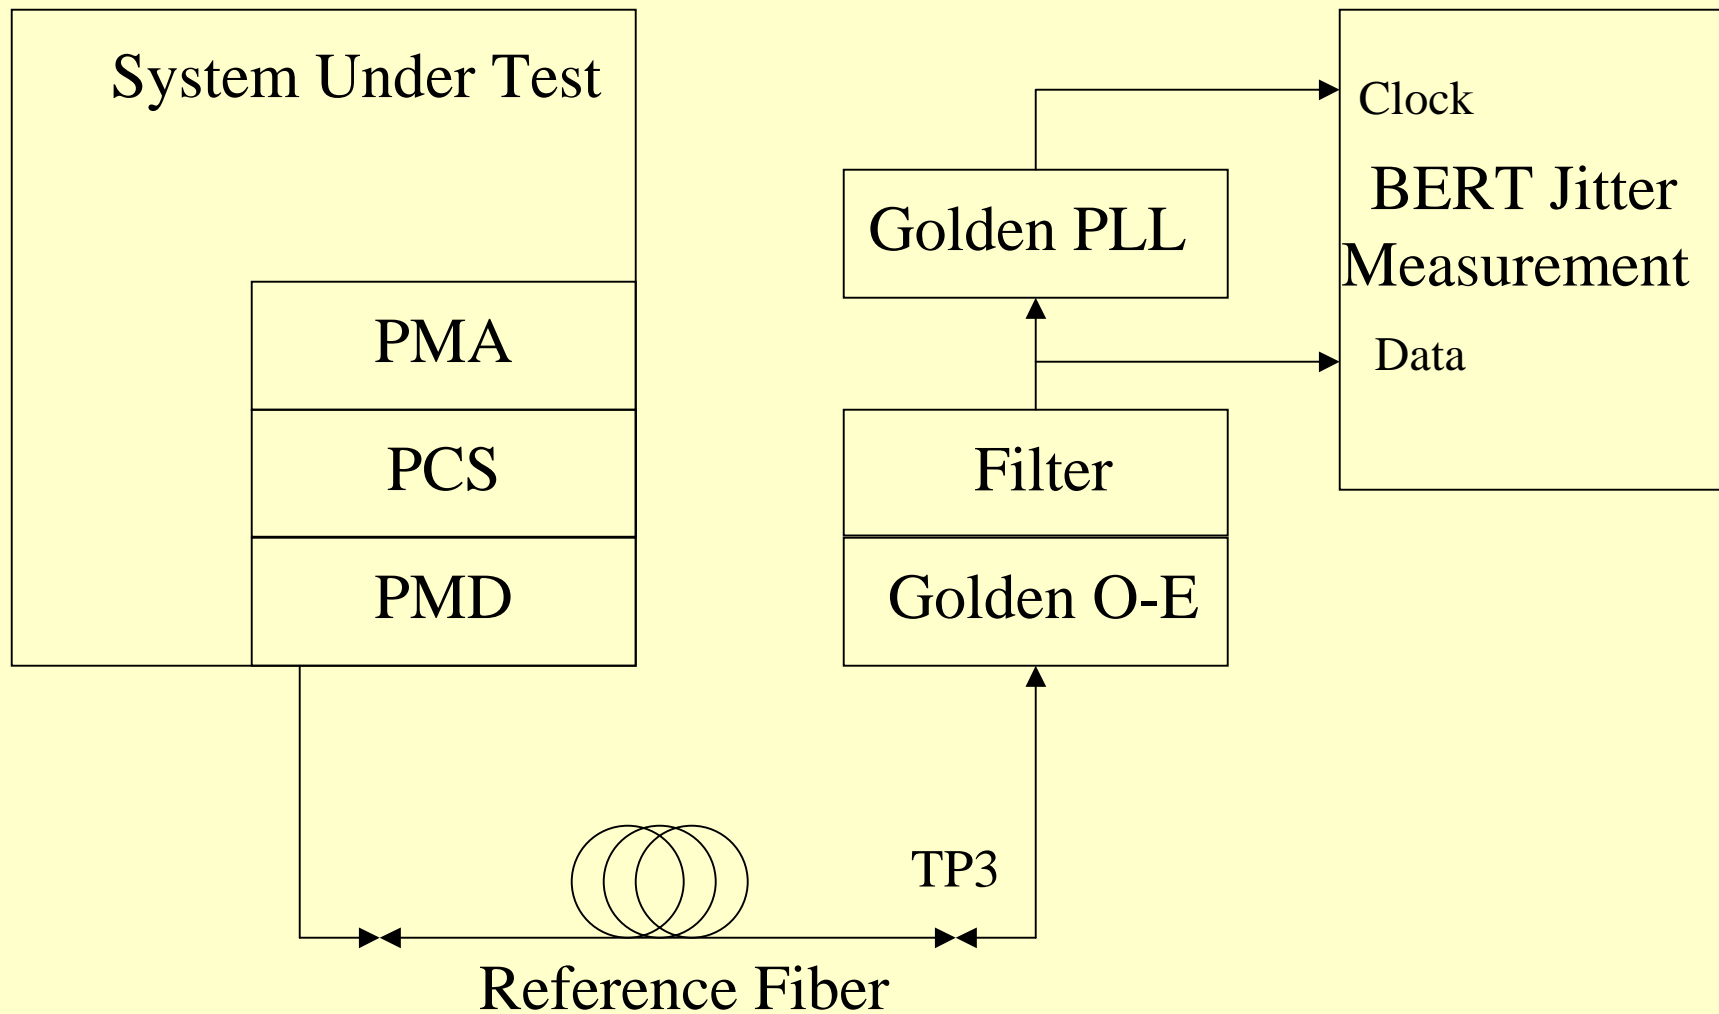 System Under Test
PMA
PCS
PMD
Golden PLL
Filter
Golden O-E
Clock
BERT Jitter
Measurement
Data
TP3
Reference Fiber